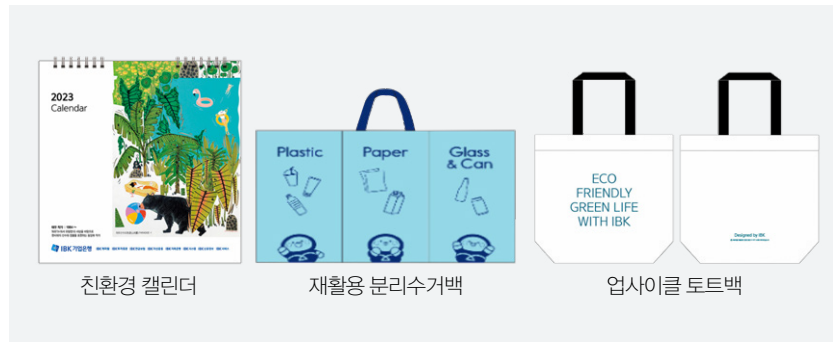 2023
Calendar
IBK기업은행
친환경 캘린더
Plastic
Paper
Glass
& Can
재활용 분리수거백
ECO
FRIENDLY
GREEN LIFE
WITH IBK
Designed by IBK
업사이클 토트백